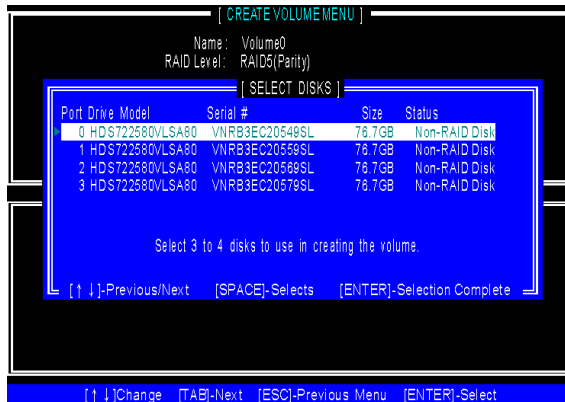 [ CREATE VOLUME MENU ]
Name: Volume0
RAID Level: RAID5(Parity)
[ SELECT DISKS ]
Port Drive Model Serial # Size Status
0 HDS722580VLSA80 VNRB3EC20549SL 76.7GB Non-RAID Disk
1 HDS722580VLSA80 VNRB3EC20559SL 76.7GB Non-RAID Disk
2 HDS722580VLSA80 VNRB3EC20569SL 76.7GB Non-RAID Disk
3 HDS722580VLSA80 VNRB3EC20579SL 76.7GB Non-RAID Disk
Select 3 to 4 disks to use in creating the volume.
[↑↓]-Previous/Next [SPACE]-Selects [ENTER]-Selection Complete
[↑↓]Change [TAB]-Next [ESC]-Previous Menu [ENTER]-Select